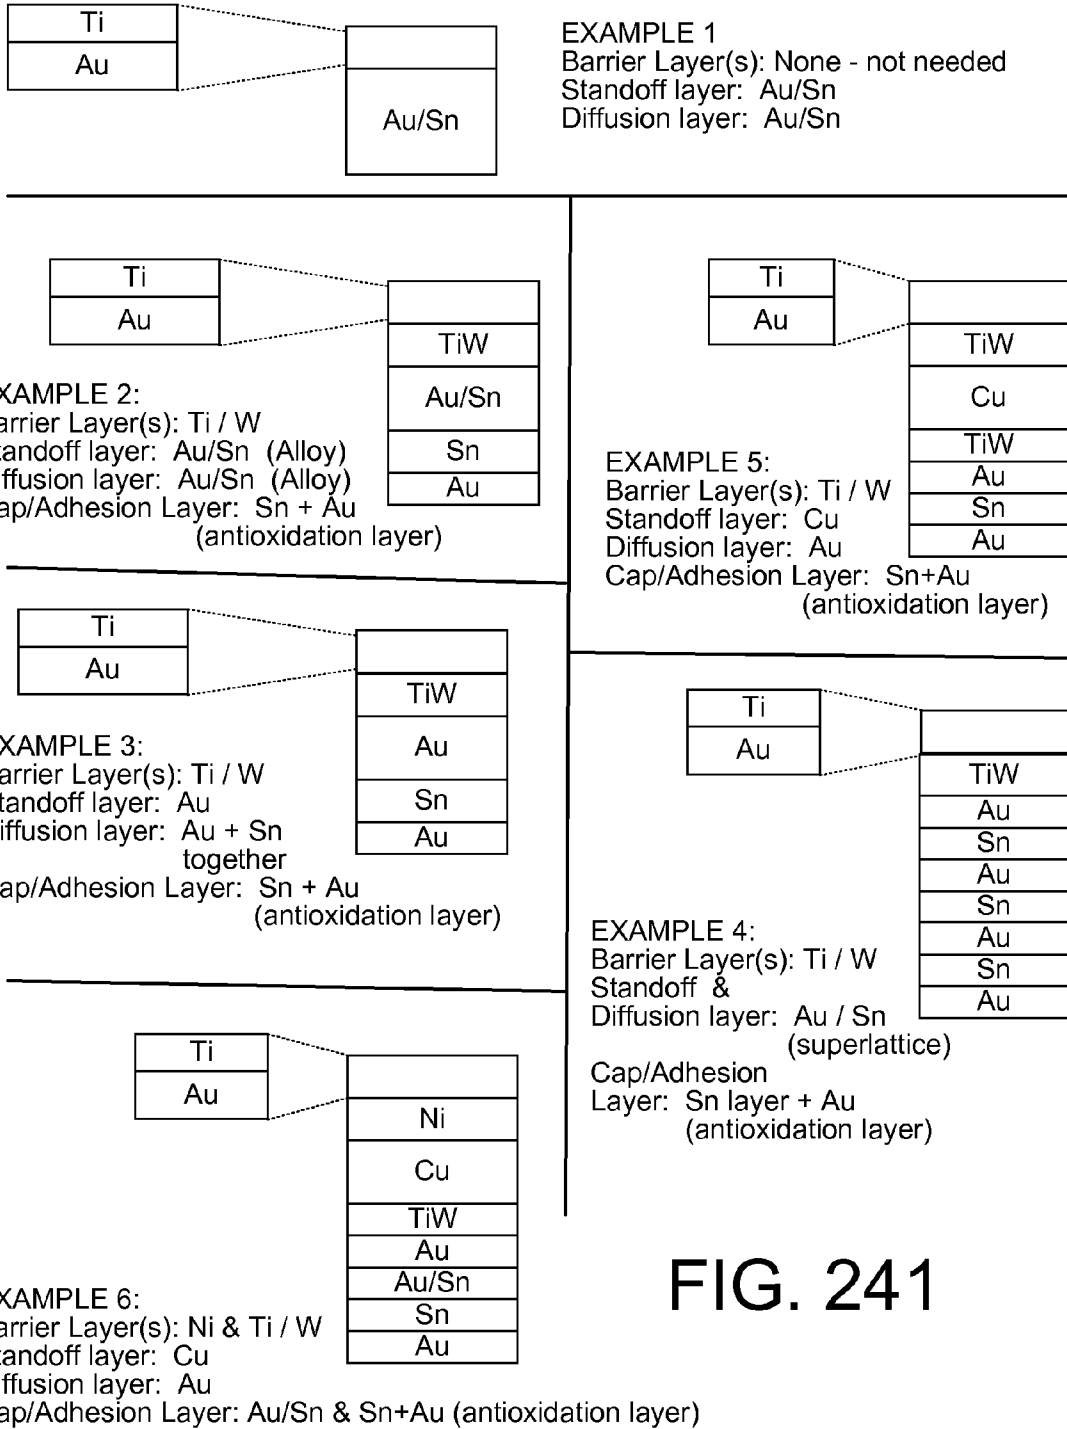 Ti
Au
Au/Sn
EXAMPLE 1
Barrier Layer(s): None - not needed
Standoff layer: Au/Sn
Diffusion layer: Au/Sn
Ti
Au
TiW
Au/Sn
Sn
Au
XAMPLE 2:
arrier Layer(s): Ti / W
tandoff layer: Au/Sn (Alloy)
iffusion layer: Au/Sn (Alloy)
ap/Adhesion Layer: Sn + Au
(antioxidation layer)
Ti
Au
TiW
Cu
TiW
Au
Sn
Au
EXAMPLE 5:
Barrier Layer(s): Ti / W
Standoff layer: Cu
Diffusion layer: Au
Cap/Adhesion Layer: Sn+Au
(antioxidation layer)
Ti
Au
TiW
Au
Sn
Au
XAMPLE 3:
arrier Layer(s): Ti / W
tandoff layer: Au
iffusion layer: Au + Sn
together
ap/Adhesion Layer: Sn + Au
(antioxidation layer)
Ti
Au
TiW
Au
Sn
Au
Sn
Au
Sn
Au
EXAMPLE 4:
Barrier Layer(s): Ti / W
Standoff &
Diffusion layer: Au / Sn
(superlattice)
Cap/Adhesion
Layer: Sn layer + Au
(antioxidation layer)
Ti
Au
Ni
Cu
TiW
Au
Au/Sn
Sn
Au
XAMPLE 6:
arrier Layer(s): Ni & Ti / W
tandoff layer: Cu
iffusion layer: Au
ap/Adhesion Layer: Au/Sn & Sn+Au (antioxidation layer)
FIG. 241